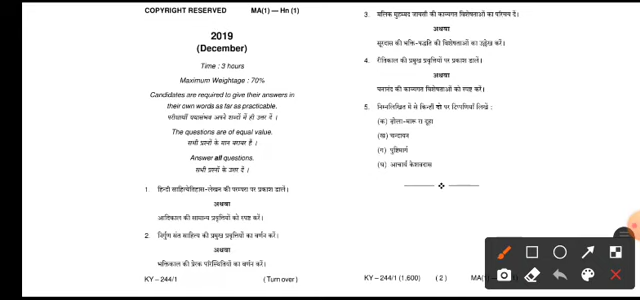 COPYRIGHT RESERVED MA(1) — Hn (1)
2019
(December)
Time : 3 hours
Maximum Weightage : 70%
Candidates are required to give their answers in
their own words as far as practicable.
परीक्षार्थी यथासंभव अपने शब्दों में ही उत्तर दें ।
The questions are of equal value.
सभी प्रश्नों के मान बराबर हैं ।
Answer all questions.
सभी प्रश्नों के उत्तर दें ।
1. हिन्दी साहित्येतिहास-लेखन की परम्परा पर प्रकाश डालें।
अथवा
आदिकाल की सामान्य प्रवृत्तियों को स्पष्ट करें।
2. निर्गुण संत साहित्य की प्रमुख प्रवृत्तियों का वर्णन करें।
अथवा
भक्तिकाल की प्रेरक परिस्थितियों का वर्णन करें।
KY – 244/1 ( Turn over )
3. मलिक मुहम्मद जायसी की काव्यगत विशेषताओं का परिचय दें।
अथवा
सूरदास की भक्ति-पद्धति की विशेषताओं का उल्लेख करें।
4. रीतिकाल की प्रमुख प्रवृत्तियों पर प्रकाश डालें।
अथवा
घनानंद की काव्यगत विशेषताओं को स्पष्ट करें।
5. निम्नलिखित में से किन्हीं दो पर टिप्पणियाँ लिखें :
(क) ढोला-मारू रा दूहा
(ख) चन्दायन
(ग) पुष्टिमार्ग
(घ) आचार्य केशवदास
KY – 244/1 (1,600) ( 2 ) MA(